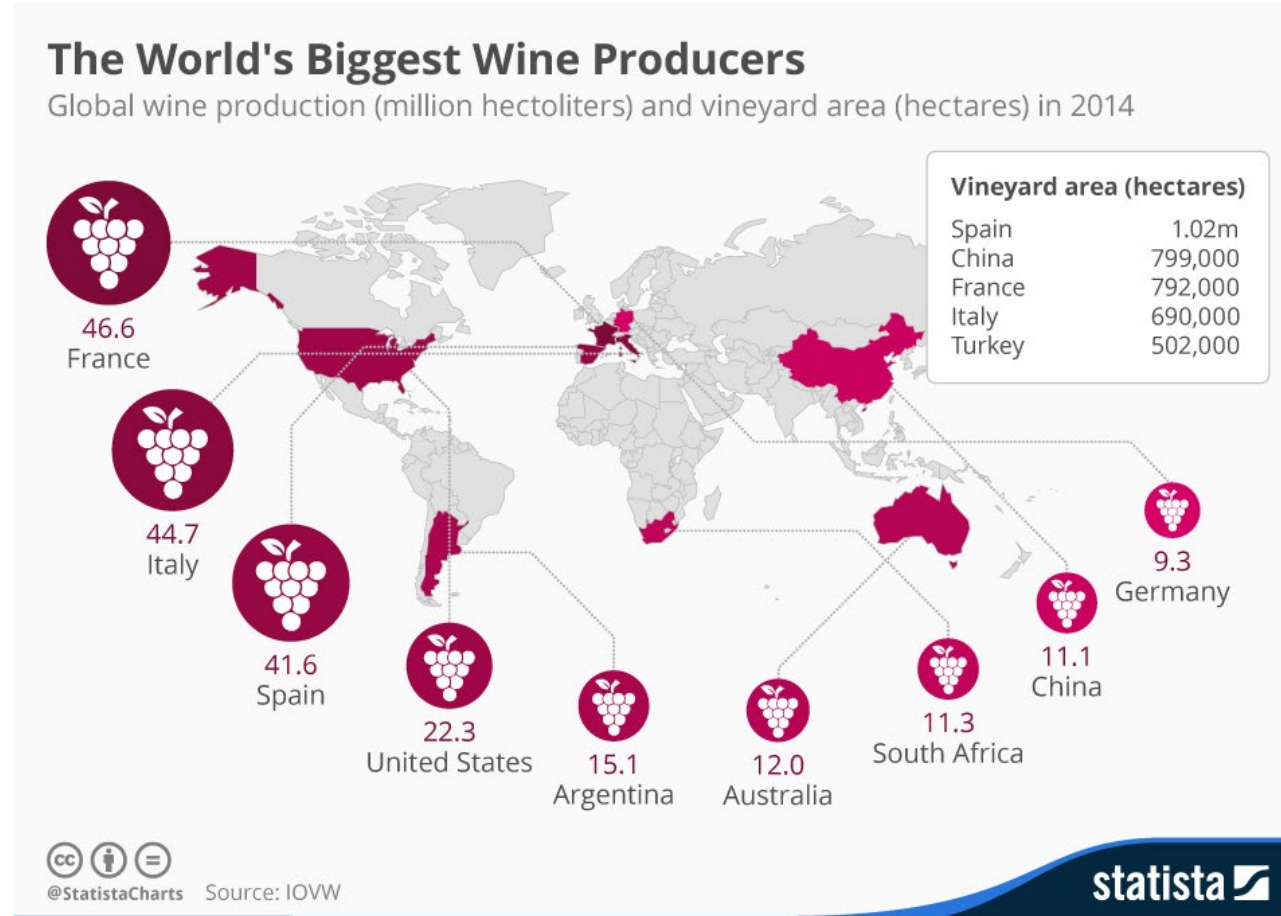 The World's Biggest Wine Producers
Global wine production (million hectoliters) and vineyard area (hectares) in 2014
Vineyard area (hectares)
Spain 1.02m
China 799,000
France 792,000
Italy 690,000
Turkey 502,000
46.6
France
44.7
Italy
41.6
Spain
22.3
United States
15.1
Argentina
12.0
Australia
11.3
South Africa
11.1
China
9.3
Germany
cc
@StatistaCharts Source: IOVW
statista